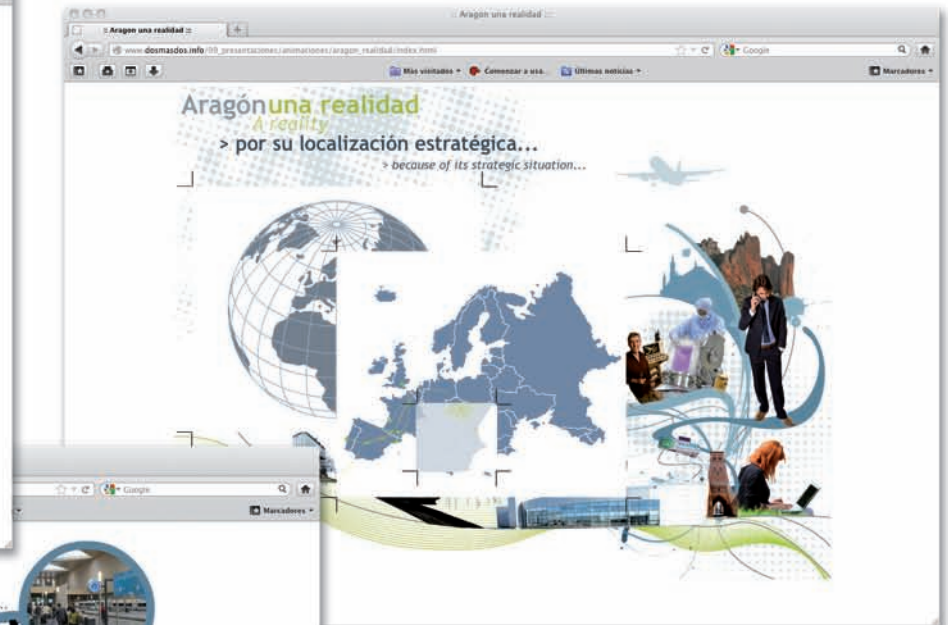 :: Aragon una realidad :::
:: Aragon una realidad ::
www.dosmasdos.info/99_presentaciones/animaciones/aragon_realidad/index.html
Google
Más visitados
Comenzar a usa...
Últimas noticias
Marcadores
Aragón una realidad
A reality
> por su localización estratégica...
> because of its strategic situation...
Google
Marcadores